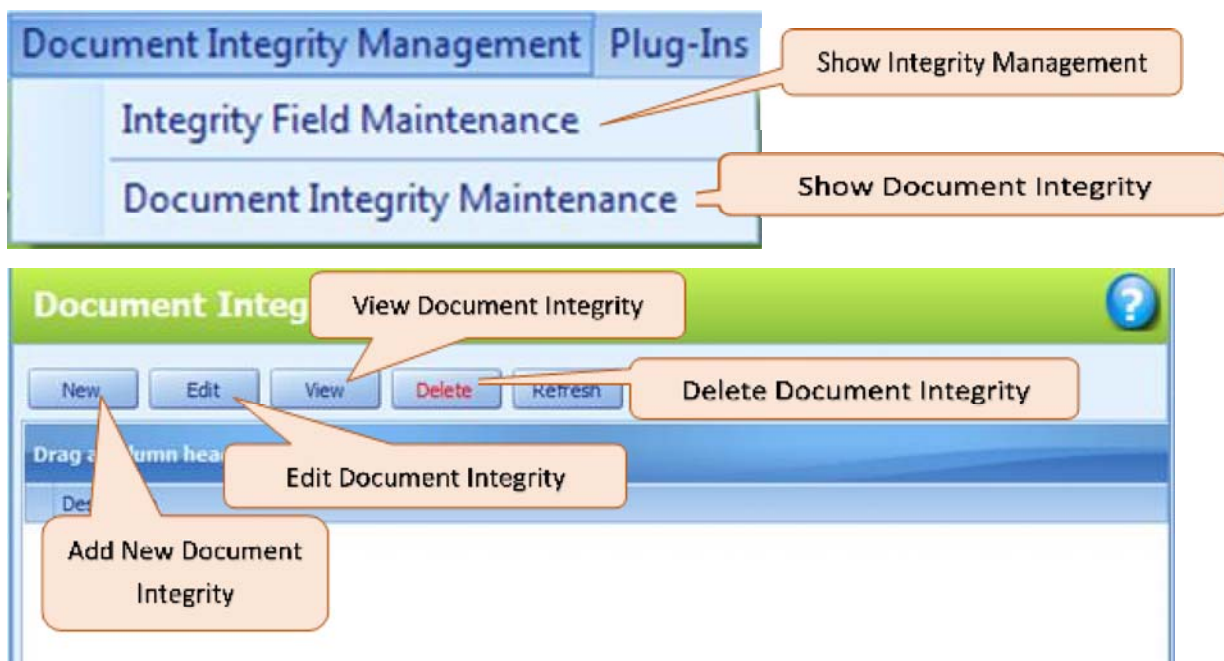 Document Integrity Management Plug-Ins
Show Integrity Management
Integrity Field Maintenance
Document Integrity Maintenance
Show Document Integrity
Document Integ
View Document Integrity
?
New Edit View Delete Refresh
Delete Document Integrity
Drag a
umn hea
Edit Document Integrity
Des
Add New Document
Integrity